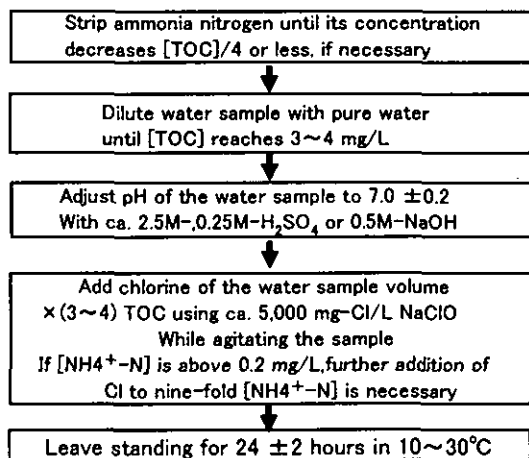 Strip ammonia nitrogen until its concentration
decreases [TOC]/4 or less, if necessary
Dilute water sample with pure water
until [TOC] reaches 3~4 mg/L
Adjust pH of the water sample to 7.0 ±0.2
With ca. 2.5M-,0.25M-H₂SO₄ or 0.5M-NaOH
Add chlorine of the water sample volume
×(3~4) TOC using ca. 5,000 mg-Cl/L NaClO
While agitating the sample
If [NH4⁺-N] is above 0.2 mg/L,further addition of
Cl to nine-fold [NH4⁺-N] is necessary
Leave standing for 24 ±2 hours in 10~30℃